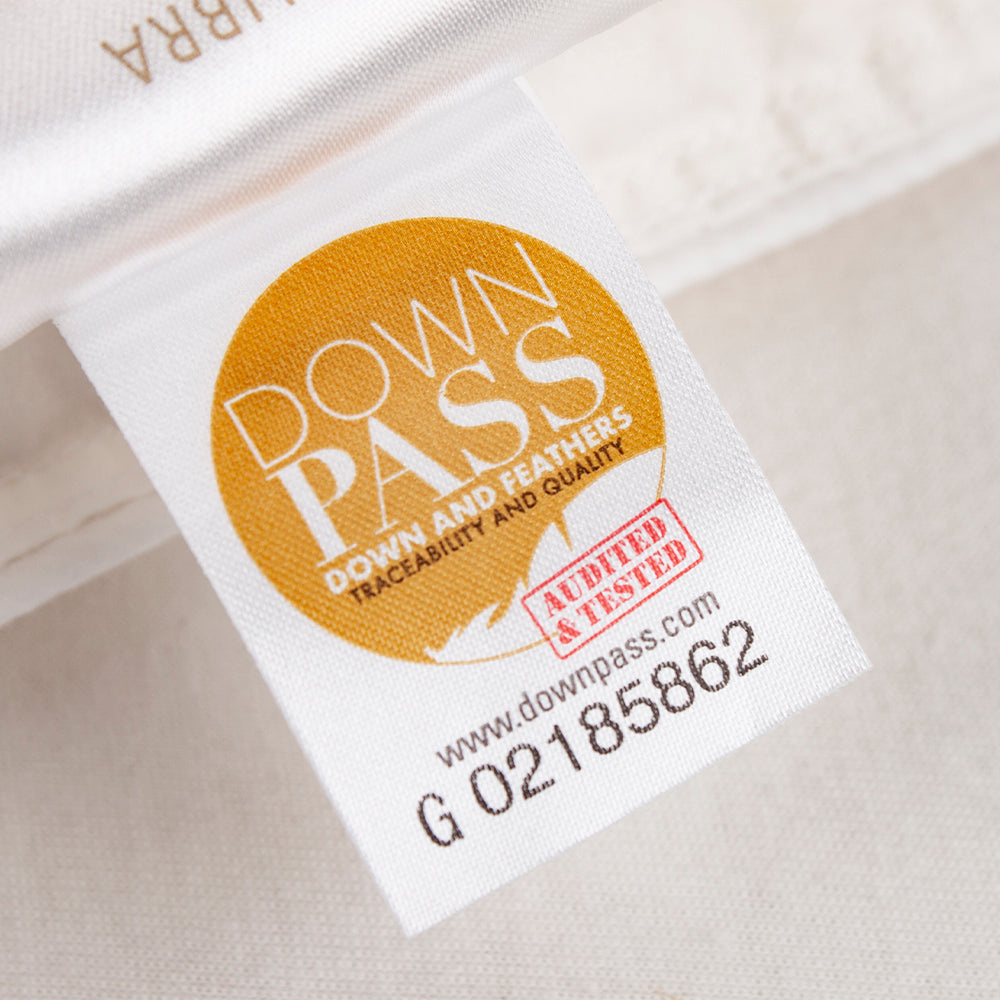 DOWN
PASS
DOWN AND FEATHERS
TRACEABILITY AND QUALITY
AUDITED
& TESTED
www.downpass.com
G 02185862